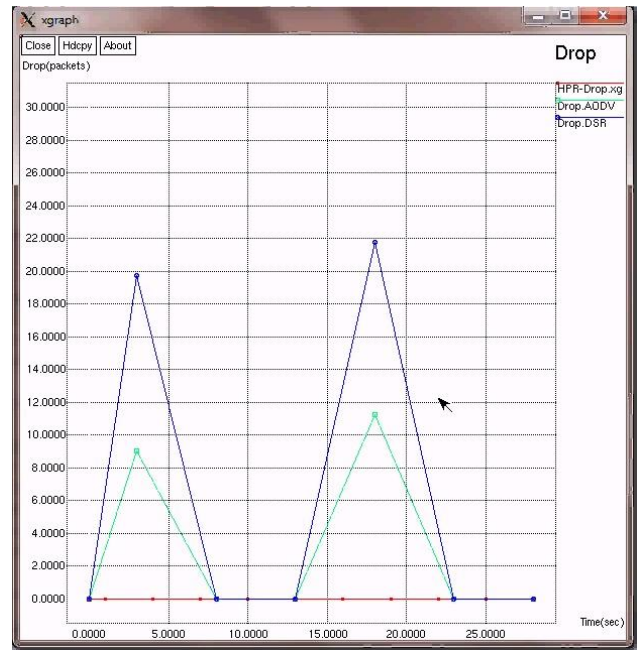 xgraph
Close Hdcpy About
Drop
Drop(packets)
HPR-Drop.xg
Drop.AODV
Drop.DSR
30.0000
28.0000
26.0000
24.0000
22.0000
20.0000
18.0000
16.0000
14.0000
12.0000
10.0000
8.0000
6.0000
4.0000
2.0000
0.0000
Time(sec)
0.0000 5.0000 10.0000 15.0000 20.0000 25.0000